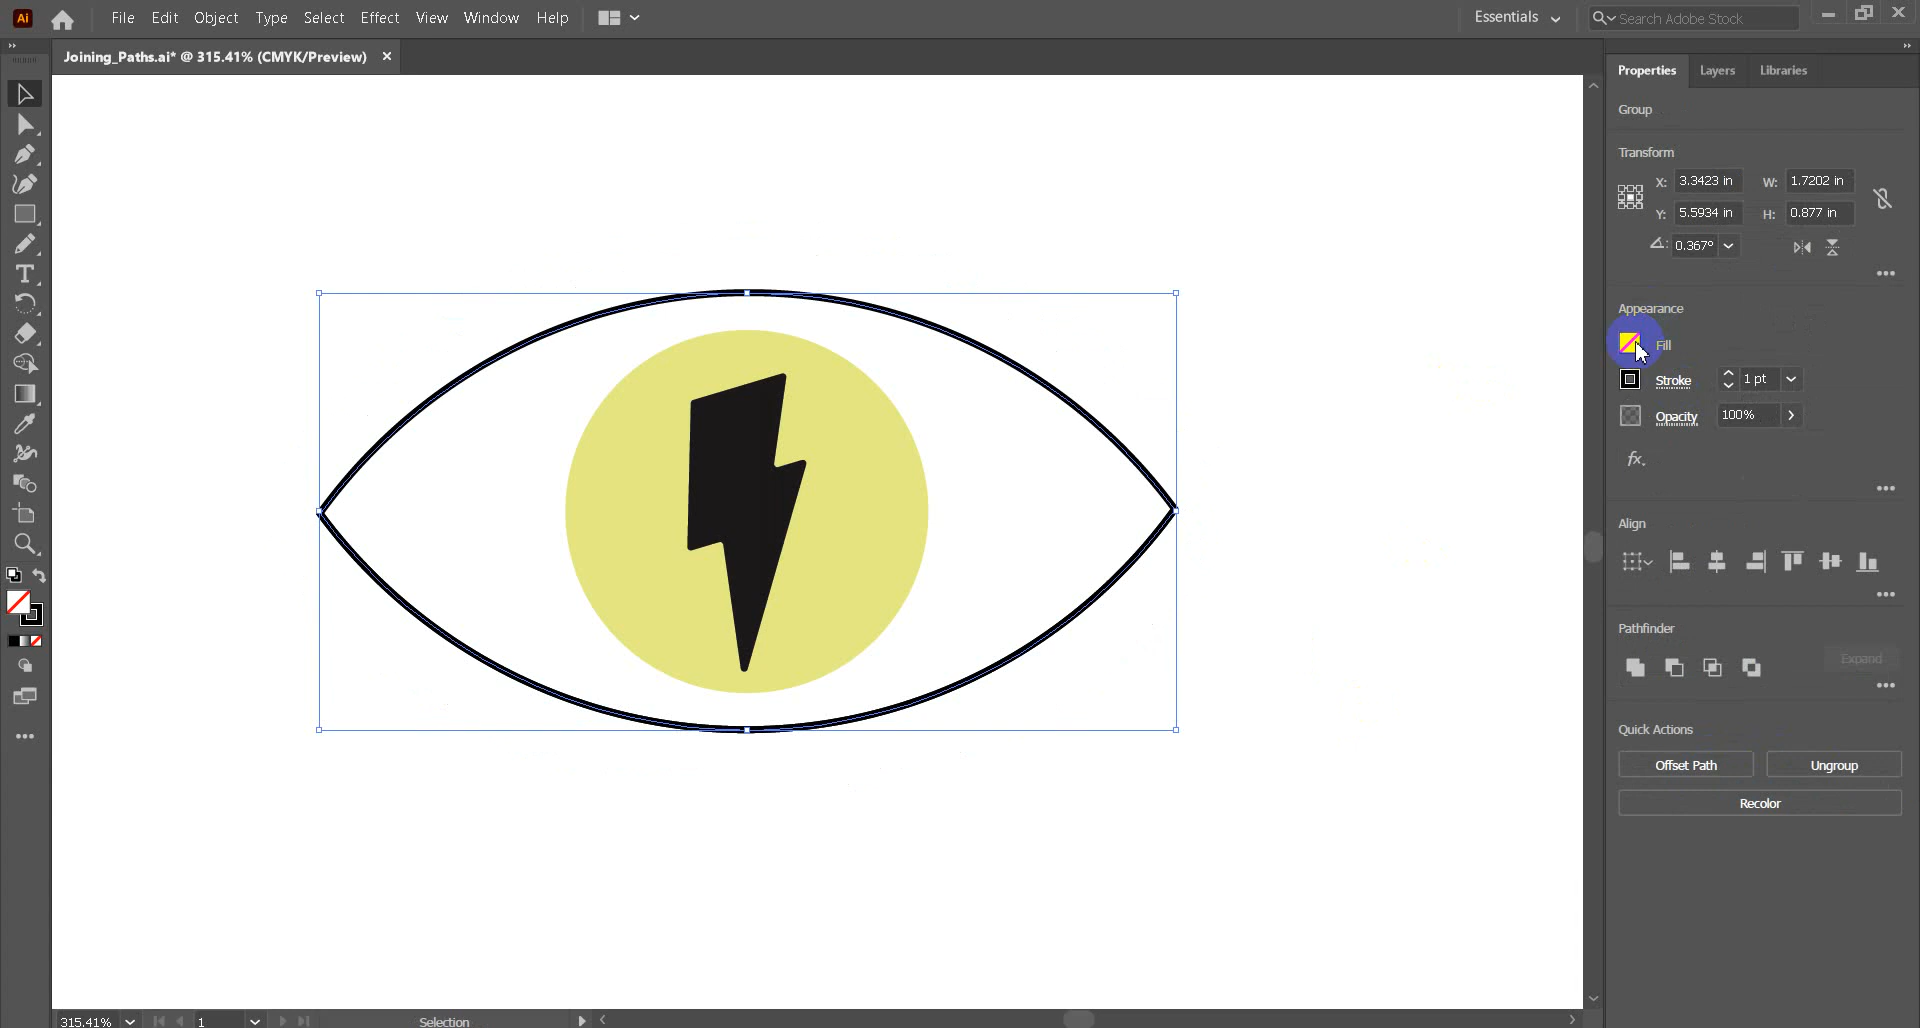 Ai File Edit Object Type Select Effect View Window Help Essentials Search Adobe Stock
Joining_Paths.ai* @ 315.41% (CMYK/Preview)
Properties Layers Libraries
Group
Transform
X: 3.3423 in W: 1.7202 in
Y: 5.5934 in H: 0.877 in
0.367°
Appearance
Fill
Stroke 1 pt
Opacity 100%
fx.
Align
Pathfinder
Expand
Quick Actions
Offset Path Ungroup
Recolor
315.41% 1 Selection